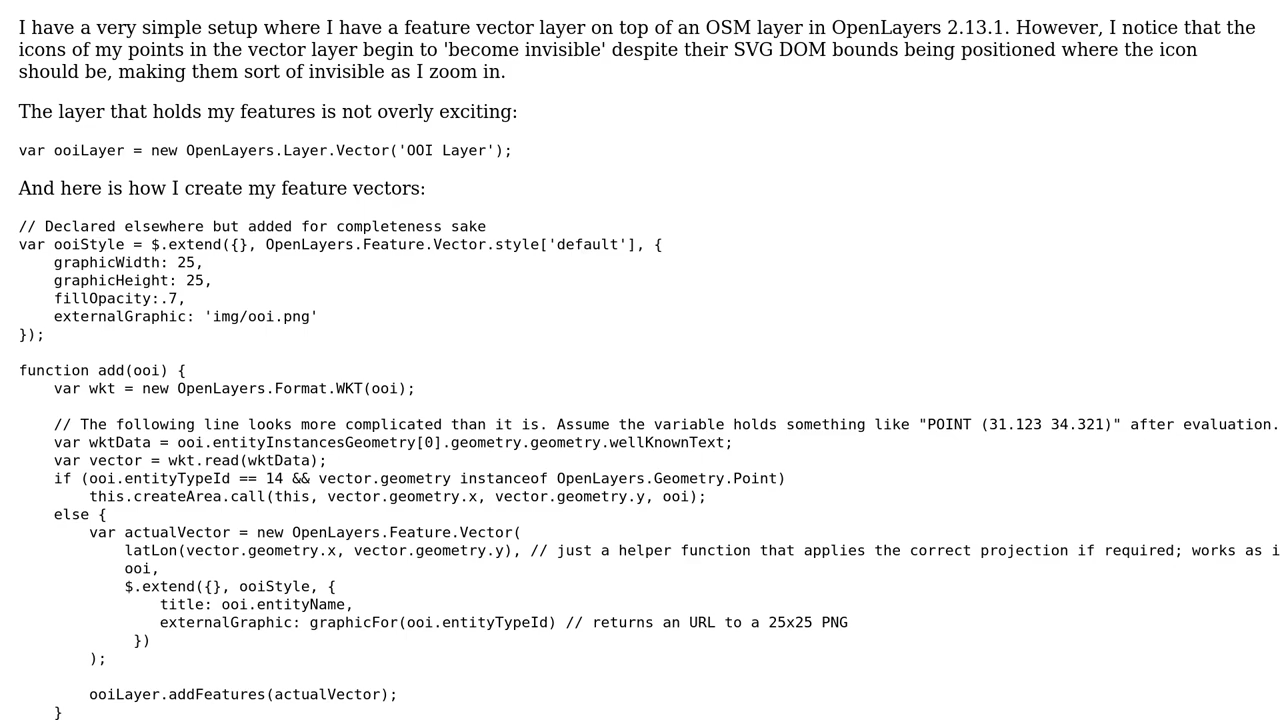 I have a very simple setup where I have a feature vector layer on top of an OSM layer in OpenLayers 2.13.1. However, I notice that the
icons of my points in the vector layer begin to 'become invisible' despite their SVG DOM bounds being positioned where the icon
should be, making them sort of invisible as I zoom in.
The layer that holds my features is not overly exciting:
var ooiLayer = new OpenLayers.Layer.Vector('OOI Layer');
And here is how I create my feature vectors:
// Declared elsewhere but added for completeness sake
var ooiStyle = $.extend({}, OpenLayers.Feature.Vector.style['default'], {
    graphicWidth: 25,
    graphicHeight: 25,
    fillOpacity:.7,
    externalGraphic: 'img/ooi.png'
});
function add(ooi) {
    var wkt = new OpenLayers.Format.WKT(ooi);
    // The following line looks more complicated than it is. Assume the variable holds something like "POINT (31.123 34.321)" after evaluation.
    var wktData = ooi.entityInstancesGeometry[0].geometry.geometry.wellKnownText;
    var vector = wkt.read(wktData);
    if (ooi.entityTypeId == 14 && vector.geometry instanceof OpenLayers.Geometry.Point)
        this.createArea.call(this, vector.geometry.x, vector.geometry.y, ooi);
    else {
        var actualVector = new OpenLayers.Feature.Vector(
            latLon(vector.geometry.x, vector.geometry.y), // just a helper function that applies the correct projection if required; works as i
            ooi,
            $.extend({}, ooiStyle, {
                title: ooi.entityName,
                externalGraphic: graphicFor(ooi.entityTypeId) // returns an URL to a 25x25 PNG
             })
        );
        ooiLayer.addFeatures(actualVector);
    }